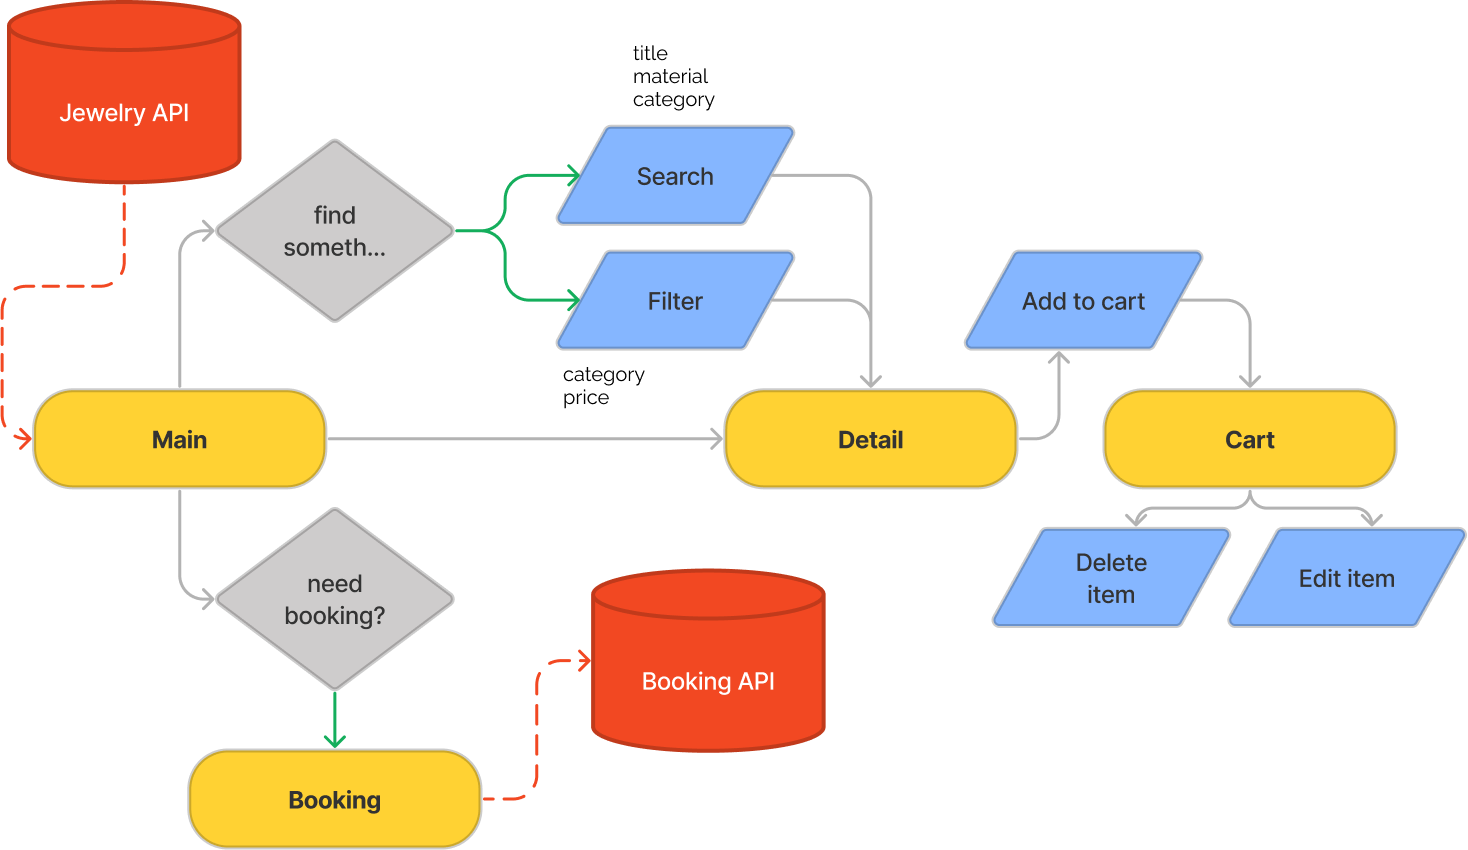 title
material
category
Jewelry API
Search
find
someth...
Filter
Add to cart
category
price
Main
Detail
Cart
Delete
item
Edit item
need
booking?
Booking API
Booking